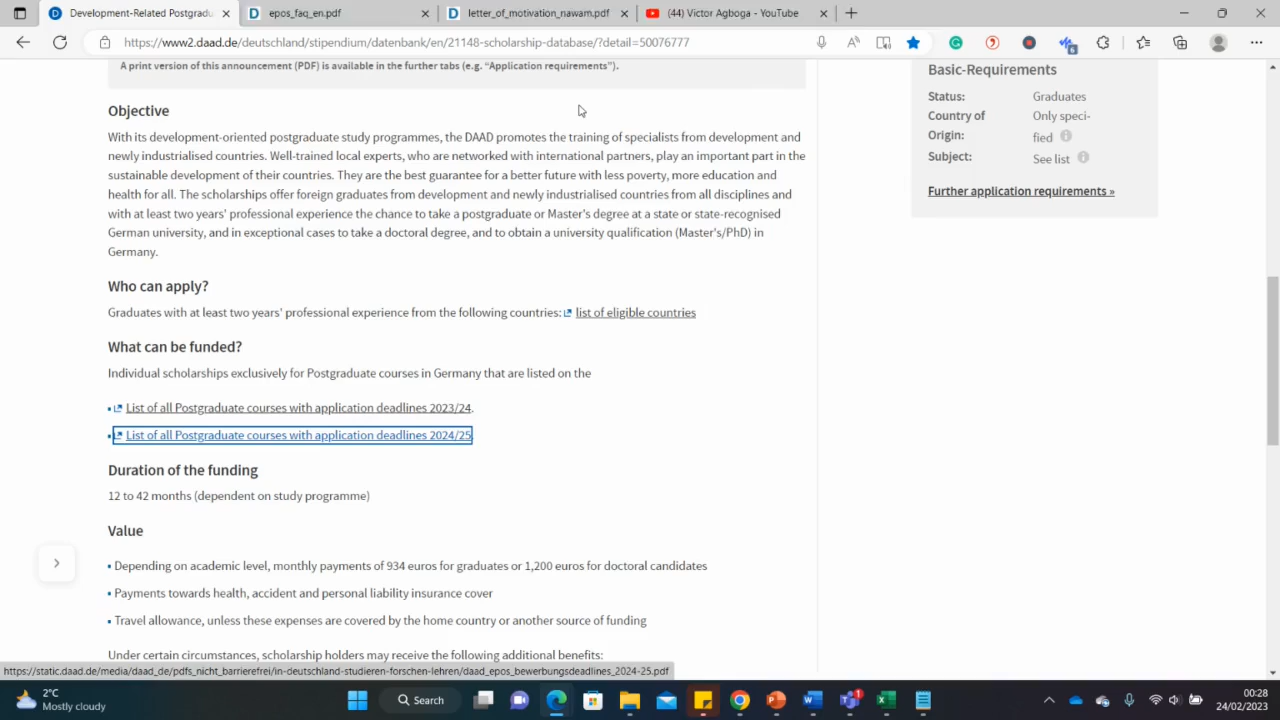 Development-Related Postgradu
epos_faq_en.pdf
letter_of_motivation_nawam.pdf
(44) Victor Agboga - YouTube
https://www2.daad.de/deutschland/stipendium/datenbank/en/21148-scholarship-database/?detail=50076777
6
A print version of this announcement (PDF) is available in the further tabs (e.g. “Application requirements”).
Objective
With its development-oriented postgraduate study programmes, the DAAD promotes the training of specialists from development and
newly industrialised countries. Well-trained local experts, who are networked with international partners, play an important part in the
sustainable development of their countries. They are the best guarantee for a better future with less poverty, more education and
health for all. The scholarships offer foreign graduates from development and newly industrialised countries from all disciplines and
with at least two years' professional experience the chance to take a postgraduate or Master's degree at a state or state-recognised
German university, and in exceptional cases to take a doctoral degree, and to obtain a university qualification (Master's/PhD) in
Germany.
Who can apply?
Graduates with at least two years' professional experience from the following countries: list of eligible countries
What can be funded?
Individual scholarships exclusively for Postgraduate courses in Germany that are listed on the
List of all Postgraduate courses with application deadlines 2023/24.
List of all Postgraduate courses with application deadlines 2024/25
Duration of the funding
12 to 42 months (dependent on study programme)
Value
Depending on academic level, monthly payments of 934 euros for graduates or 1,200 euros for doctoral candidates
Payments towards health, accident and personal liability insurance cover
Travel allowance, unless these expenses are covered by the home country or another source of funding
Under certain circumstances, scholarship holders may receive the following additional benefits:
Basic-Requirements
Status: Graduates
Country of Only speci-
Origin: fied
Subject: See list
Further application requirements »
https://static.daad.de/media/daad_de/pdfs_nicht_barrierefrei/in-deutschland-studieren-forschen-lehren/daad_epos_bewerbungsdeadlines_2024-25.pdf
2°C
Mostly cloudy
Search
1
00:28
24/02/2023